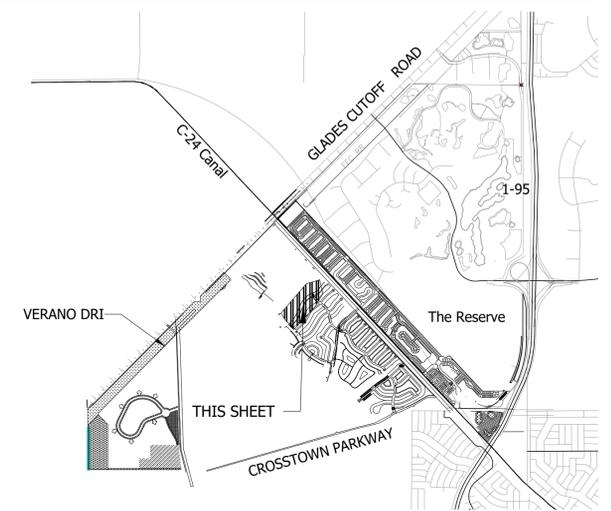 GLADES CUTOFF ROAD
C-24 Canal
1-95
The Reserve
VERANO DRI
THIS SHEET
CROSSTOWN PARKWAY